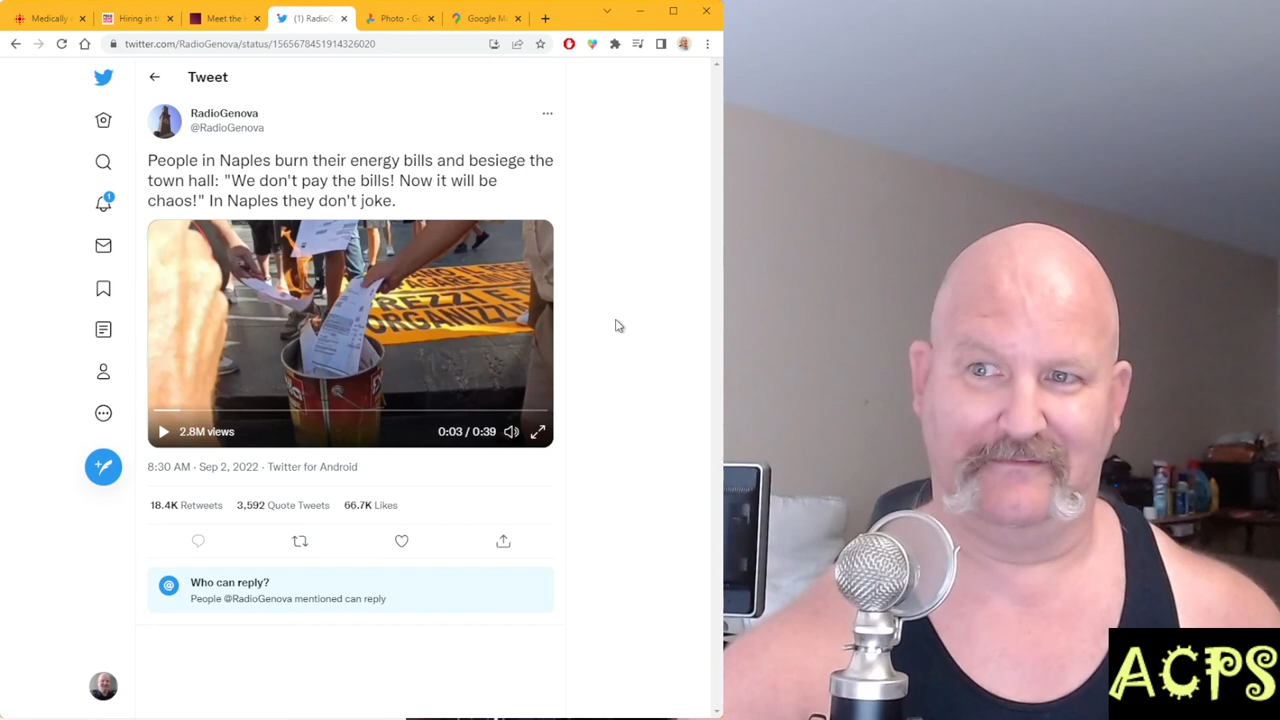 Medically
Hiring in t
Meet the
(1) RadioG
Photo - G
Google M
twitter.com/RadioGenova/status/1565678451914326020
Tweet
RadioGenova
@RadioGenova
People in Naples burn their energy bills and besiege the
town hall: "We don't pay the bills! Now it will be
chaos!" In Naples they don't joke.
AGARE
REZZI E
ORGANIZZA
2.8M views
0:03 / 0:39
8:30 AM · Sep 2, 2022 · Twitter for Android
18.4K Retweets 3,592 Quote Tweets 66.7K Likes
Who can reply?
People @RadioGenova mentioned can reply
1
ACPS